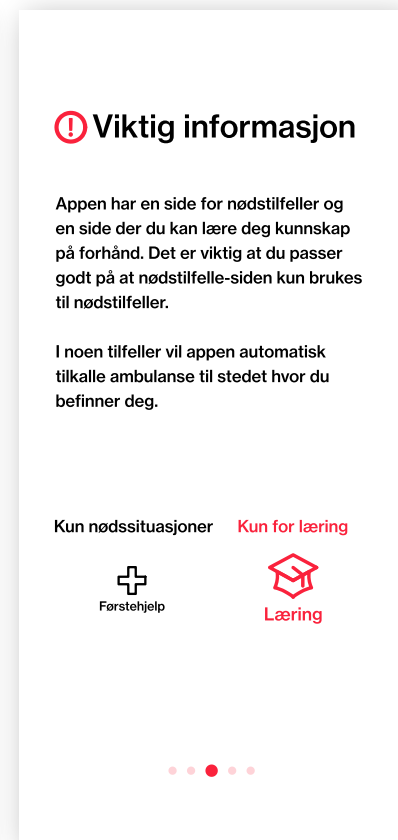 Viktig informasjon
Appen har en side for nødstilfeller og
en side der du kan lære deg kunnskap
på forhånd. Det er viktig at du passer
godt på at nødstilfelle-siden kun brukes
til nødstilfeller.
I noen tilfeller vil appen automatisk
tilkalle ambulanse til stedet hvor du
befinner deg.
Kun nødssituasjoner
Kun for læring
Førstehjelp
Læring